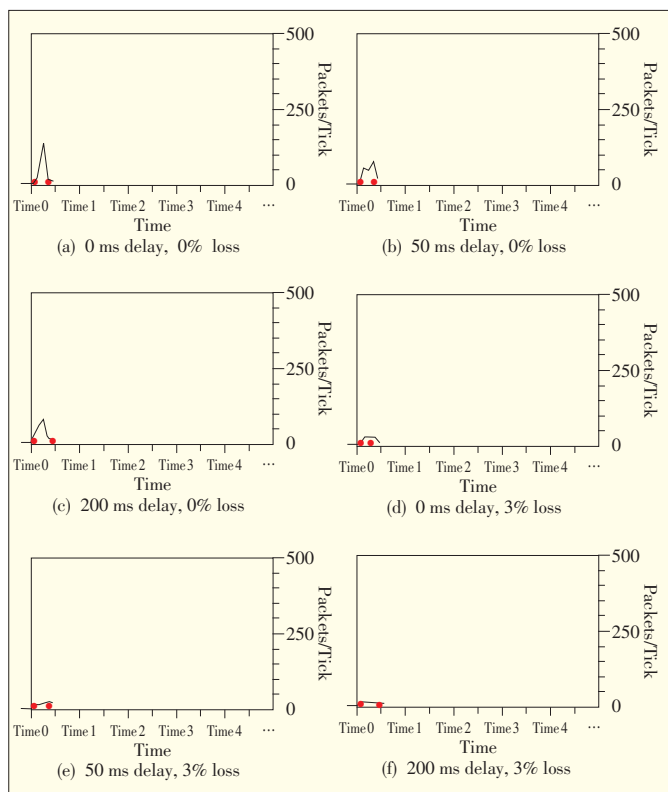 500
250
0
Packets/Tick
Time0 Time1 Time2 Time3 Time4 ...
Time
(a) 0 ms delay, 0% loss
500
250
0
Packets/Tick
Time0 Time1 Time2 Time3 Time4 ...
Time
(b) 50 ms delay, 0% loss
500
250
0
Packets/Tick
Time0 Time1 Time2 Time3 Time4 ...
Time
(c) 200 ms delay, 0% loss
500
250
0
Packets/Tick
Time0 Time1 Time2 Time3 Time4 ...
Time
(d) 0 ms delay, 3% loss
500
250
0
Packets/Tick
Time0 Time1 Time2 Time3 Time4 ...
Time
(e) 50 ms delay, 3% loss
500
250
0
Packets/Tick
Time0 Time1 Time2 Time3 Time4 ...
Time
(f) 200 ms delay, 3% loss